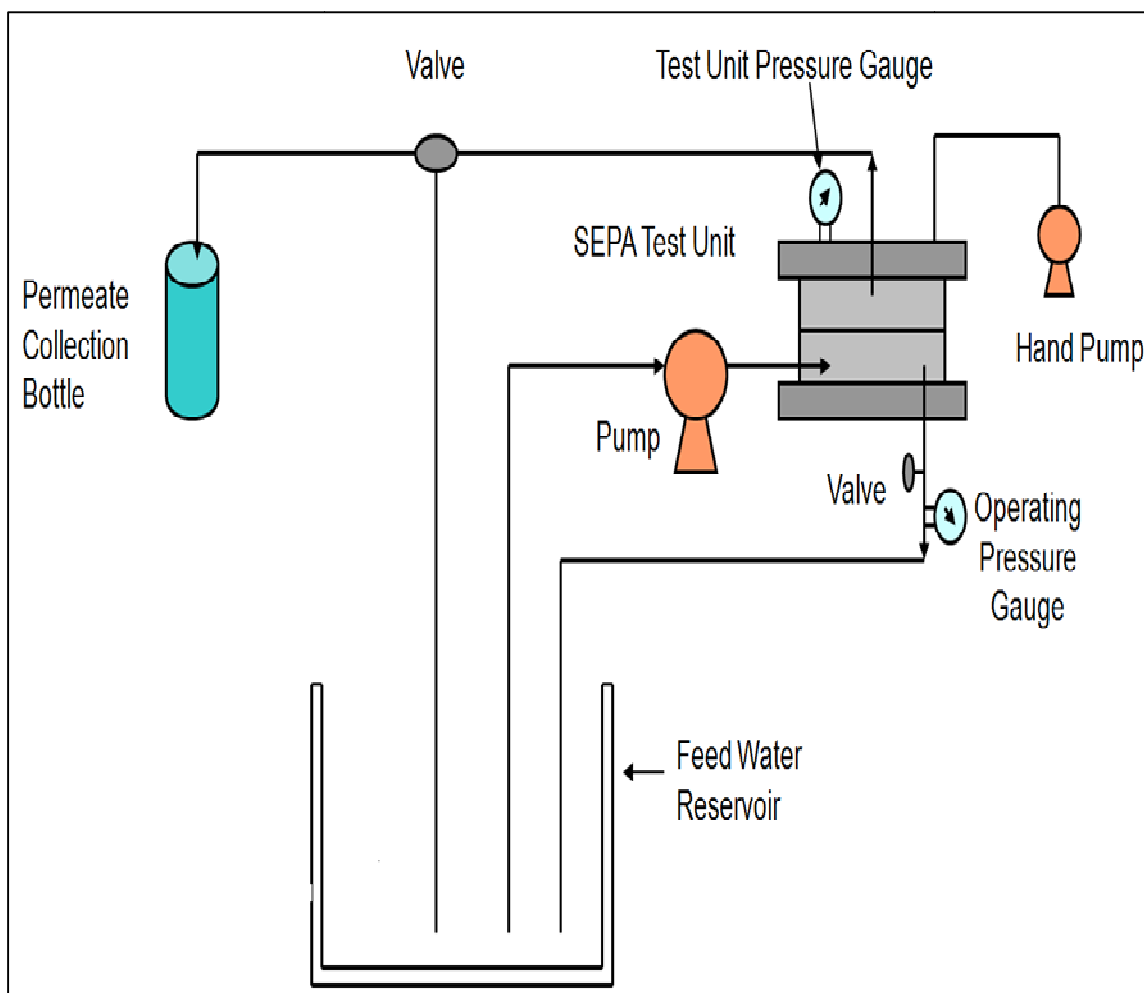 Valve
Test Unit Pressure Gauge
SEPA Test Unit
Permeate
Collection
Bottle
Hand Pump
Pump
Valve
Operating
Pressure
Gauge
Feed Water
Reservoir